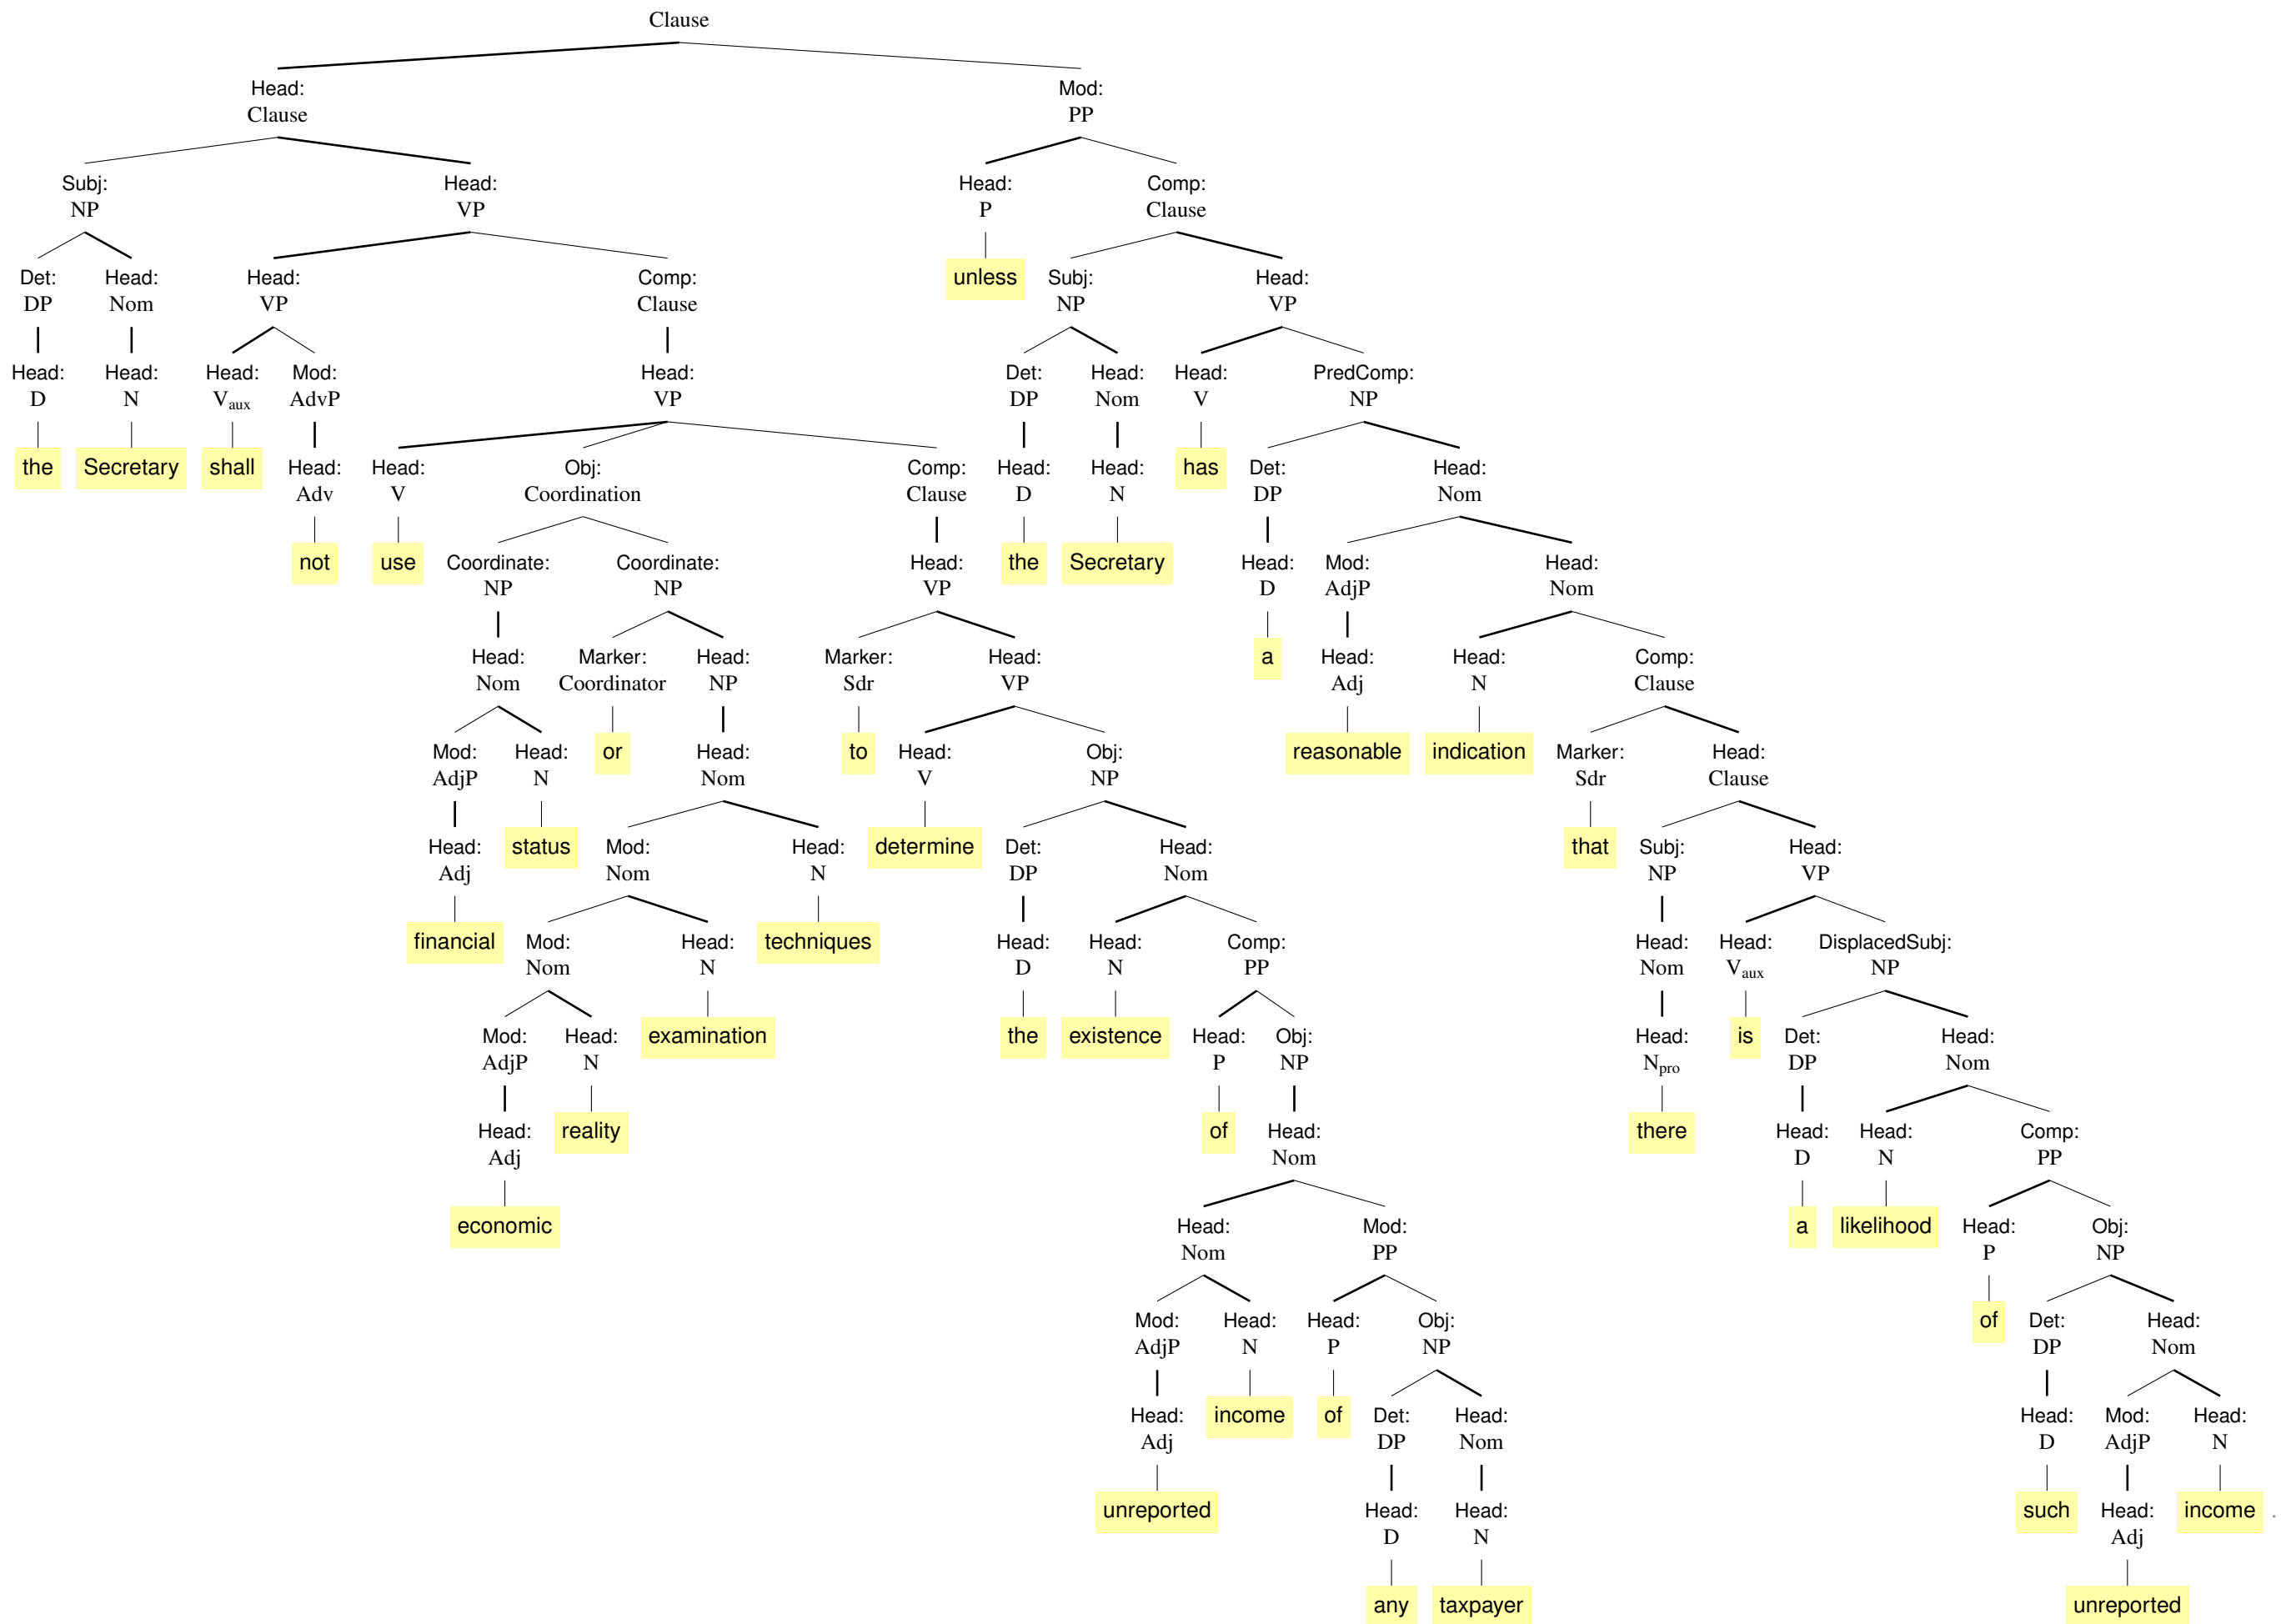 Clause
Head: Mod:
Clause PP
Subj: Head: Head: Comp:
NP VP P Clause
Det: Head: Head: Comp: unless Subj: Head:
DP Nom VP Clause NP VP
Head: Head: Head: Mod: Head: Det: Head: Head: PredComp:
D N Vaux AdvP VP DP Nom V NP
the Secretary shall Head: Head: Obj: Comp: Head: Head: has Det: Head:
Adv V Coordination Clause D N DP Nom
not use Coordinate: Coordinate: Head: the Secretary Head: Mod: Head:
NP NP VP D AdjP Nom
Head: Marker: Head: Marker: Head: a Head: Head: Comp:
Nom Coordinator NP Sdr VP Adj N Clause
Mod: Head: or Head: to Head: Obj: reasonable indication Marker: Head:
AdjP N Nom V NP Sdr Clause
Head: status Mod: Head: determine Det: Head: that Subj: Head:
Adj Nom N DP Nom NP VP
financial Mod: Head: techniques Head: Head: Comp: Head: Head: DisplacedSubj:
Nom N D N PP Nom Vaux NP
Mod: Head: examination the existence Head: Obj: Head: is Det: Head:
AdjP N P NP Npro DP Nom
Head: reality of Head: there Head: Head: Comp:
Adj Nom D N PP
economic Head: Mod: a likelihood Head: Obj:
Nom PP P NP
Mod: Head: Head: Obj: of Det: Head:
AdjP N P NP DP Nom
Head: income of Det: Head: Head: Mod: Head:
Adj DP Nom D AdjP N
unreported Head: Head: such Head: income .
D N Adj
any taxpayer unreported